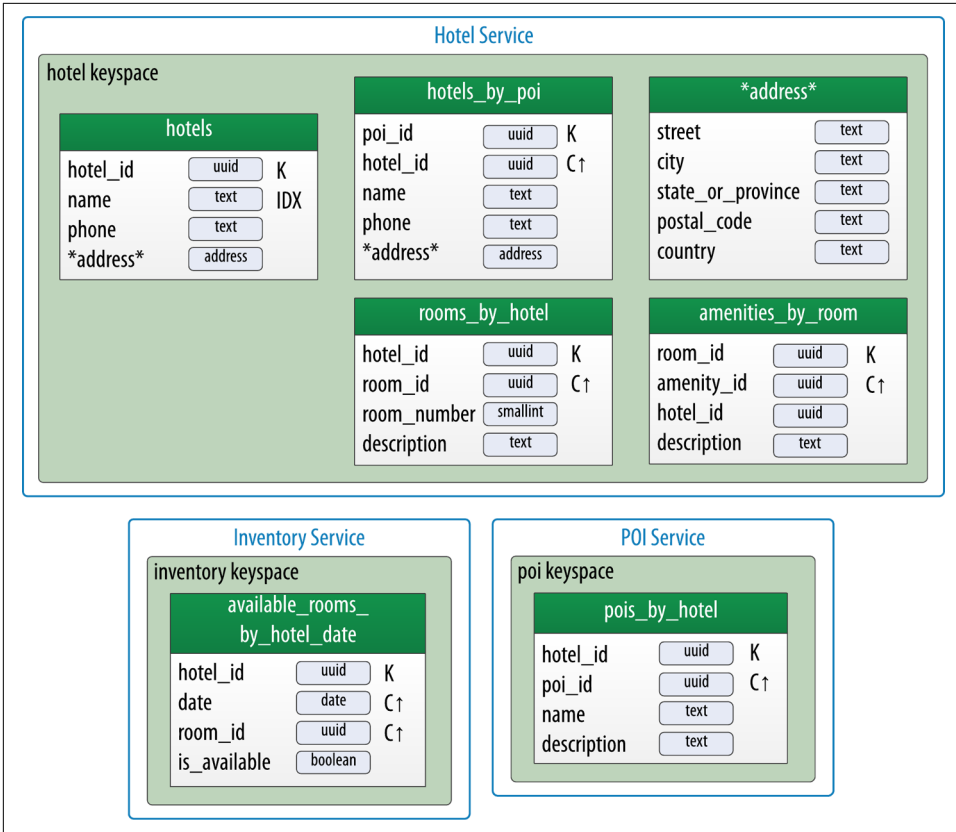 Hotel Service
hotel keyspace
hotels
hotel_id uuid K
name text IDX
phone text
*address* address
hotels_by_poi
poi_id uuid K
hotel_id uuid C↑
name text
phone text
*address* address
*address*
street text
city text
state_or_province text
postal_code text
country text
rooms_by_hotel
hotel_id uuid K
room_id uuid C↑
room_number smallint
description text
amenities_by_room
room_id uuid K
amenity_id uuid C↑
hotel_id uuid
description text
Inventory Service
inventory keyspace
available_rooms_
by_hotel_date
hotel_id uuid K
date date C↑
room_id uuid C↑
is_available boolean
POI Service
poi keyspace
pois_by_hotel
hotel_id uuid K
poi_id uuid C↑
name text
description text